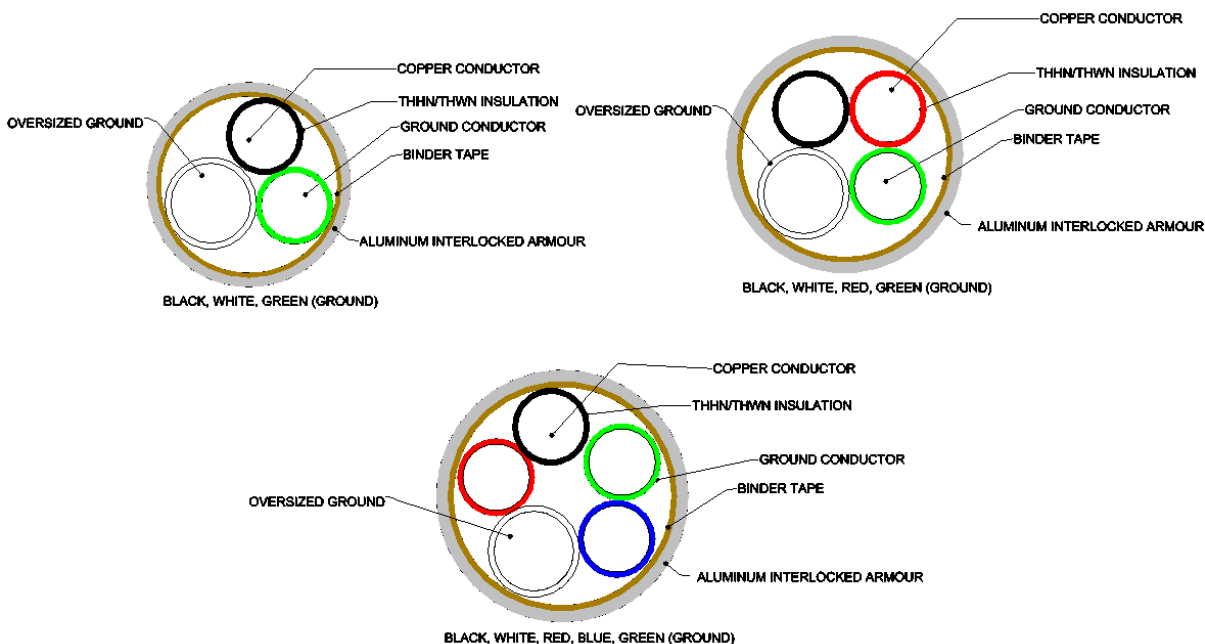 COPPER CONDUCTOR
THHN/THWN INSULATION
OVERSIZED GROUND
GROUND CONDUCTOR
BINDER TAPE
ALUMINUM INTERLOCKED ARMOUR
BLACK, WHITE, GREEN (GROUND)
COPPER CONDUCTOR
THHN/THWN INSULATION
OVERSIZED GROUND
GROUND CONDUCTOR
BINDER TAPE
ALUMINUM INTERLOCKED ARMOUR
BLACK, WHITE, RED, GREEN (GROUND)
COPPER CONDUCTOR
THHN/THWN INSULATION
GROUND CONDUCTOR
BINDER TAPE
OVERSIZED GROUND
ALUMINUM INTERLOCKED ARMOUR
BLACK, WHITE, RED, BLUE, GREEN (GROUND)